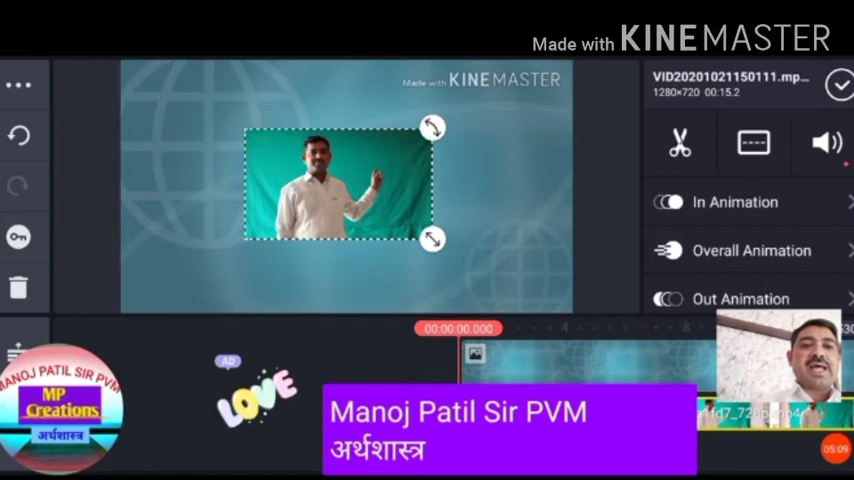 Made with KINEMASTER
Made with KINEMASTER
VID20201021150111.mp...
1280×720 00:15.2
In Animation
Overall Animation
Out Animation
00:00:00.000
4
8
AD
LOVE
MANOJ PATIL SIR PVM
MP
Creations
अर्थशास्त्र
Manoj Patil Sir PVM
अर्थशास्त्र
05:09